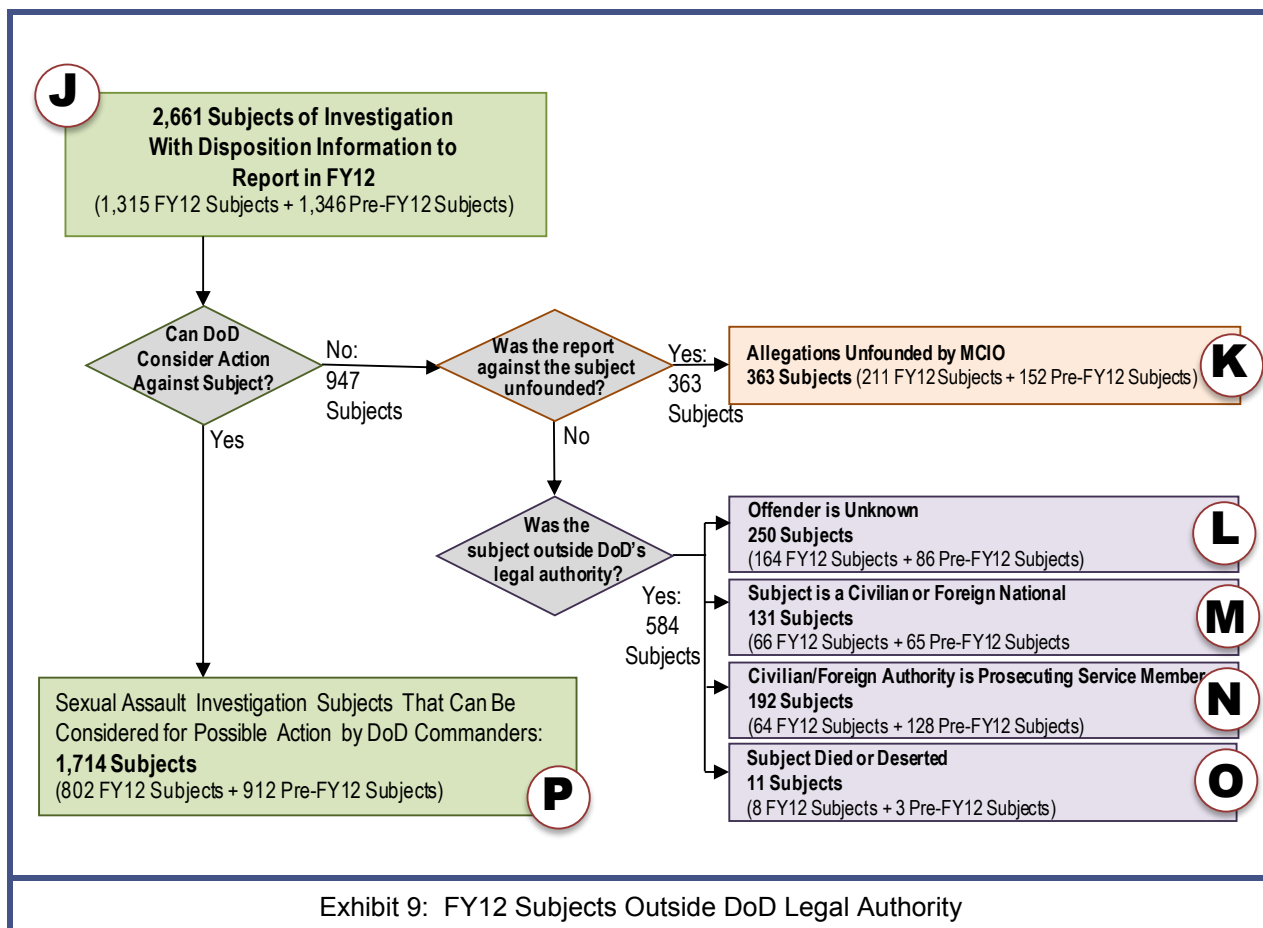 J
2,661 Subjects of Investigation
With Disposition Information to
Report in FY12
(1,315 FY12 Subjects + 1,346 Pre-FY12 Subjects)
Can DoD
Consider Action
Against Subject?
No:
947
Subjects
Was the report
against the subject
unfounded?
Yes:
363
Subjects
Allegations Unfounded by MCIO
363 Subjects (211 FY12 Subjects + 152 Pre-FY12 Subjects)
K
Yes
No
Was the
subject outside DoD's
legal authority?
Yes:
584
Subjects
Offender is Unknown
250 Subjects
(164 FY12 Subjects + 86 Pre-FY12 Subjects)
L
Subject is a Civilian or Foreign National
131 Subjects
(66 FY12 Subjects + 65 Pre-FY12 Subjects
M
Civilian/Foreign Authority is Prosecuting Service Member
192 Subjects
(64 FY12 Subjects + 128 Pre-FY12 Subjects)
N
Subject Died or Deserted
11 Subjects
(8 FY12 Subjects + 3 Pre-FY12 Subjects)
O
Sexual Assault Investigation Subjects That Can Be
Considered for Possible Action by DoD Commanders:
1,714 Subjects
(802 FY12 Subjects + 912 Pre-FY12 Subjects)
P
Exhibit 9: FY12 Subjects Outside DoD Legal Authority